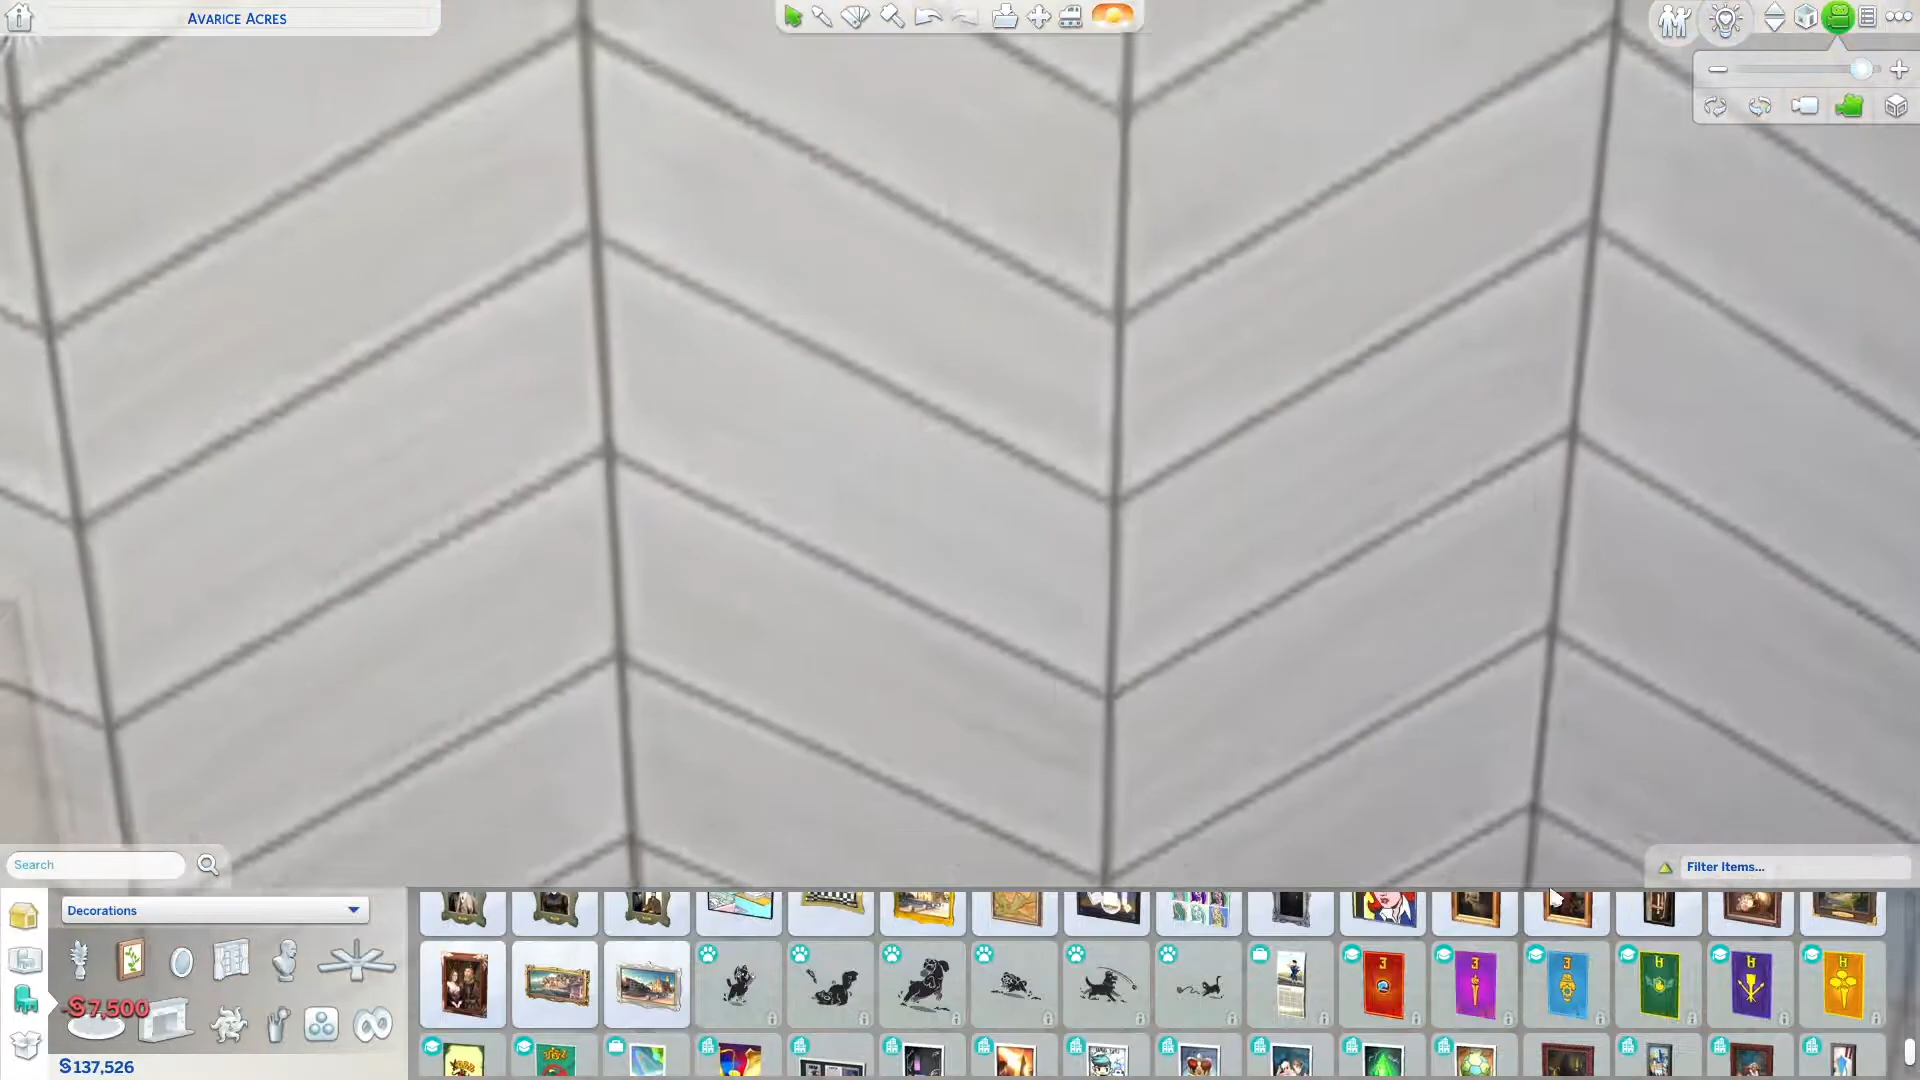 AVARICE ACRES
Search
Filter Items...
Decorations
-§7,500
§137,526